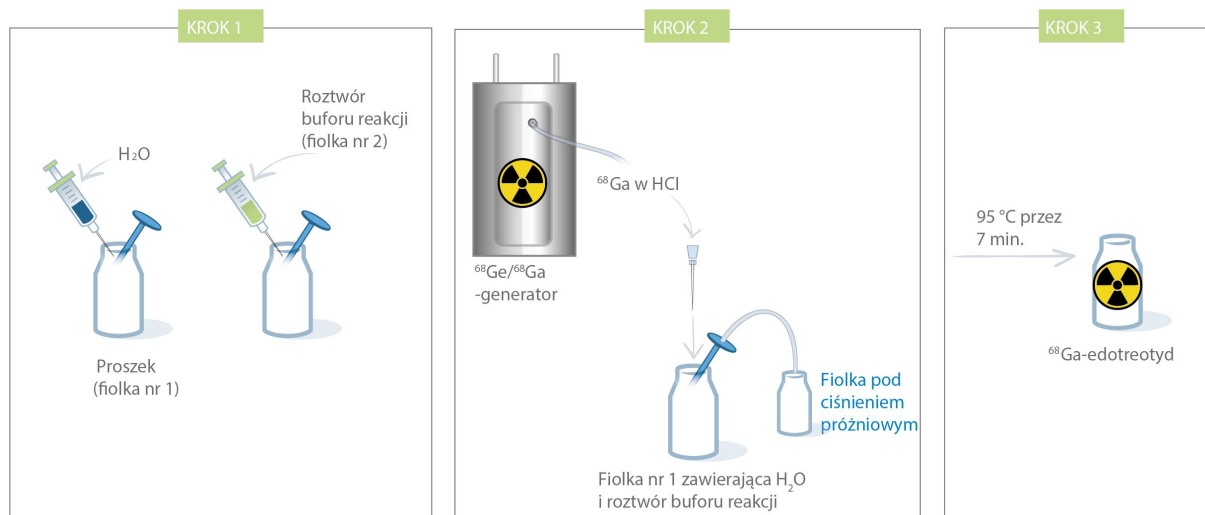 KROK 1
H₂O
Roztwór
buforu reakcji
(fiolka nr 2)
Proszek
(fiolka nr 1)
KROK 2
⁶⁸Ga w HCl
⁶⁸Ge/⁶⁸Ga
-generator
Fiolka pod
ciśnieniem
próżniowym
Fiolka nr 1 zawierająca H₂O
i roztwór buforu reakcji
KROK 3
95 °C przez
7 min.
⁶⁸Ga-edotreotyd